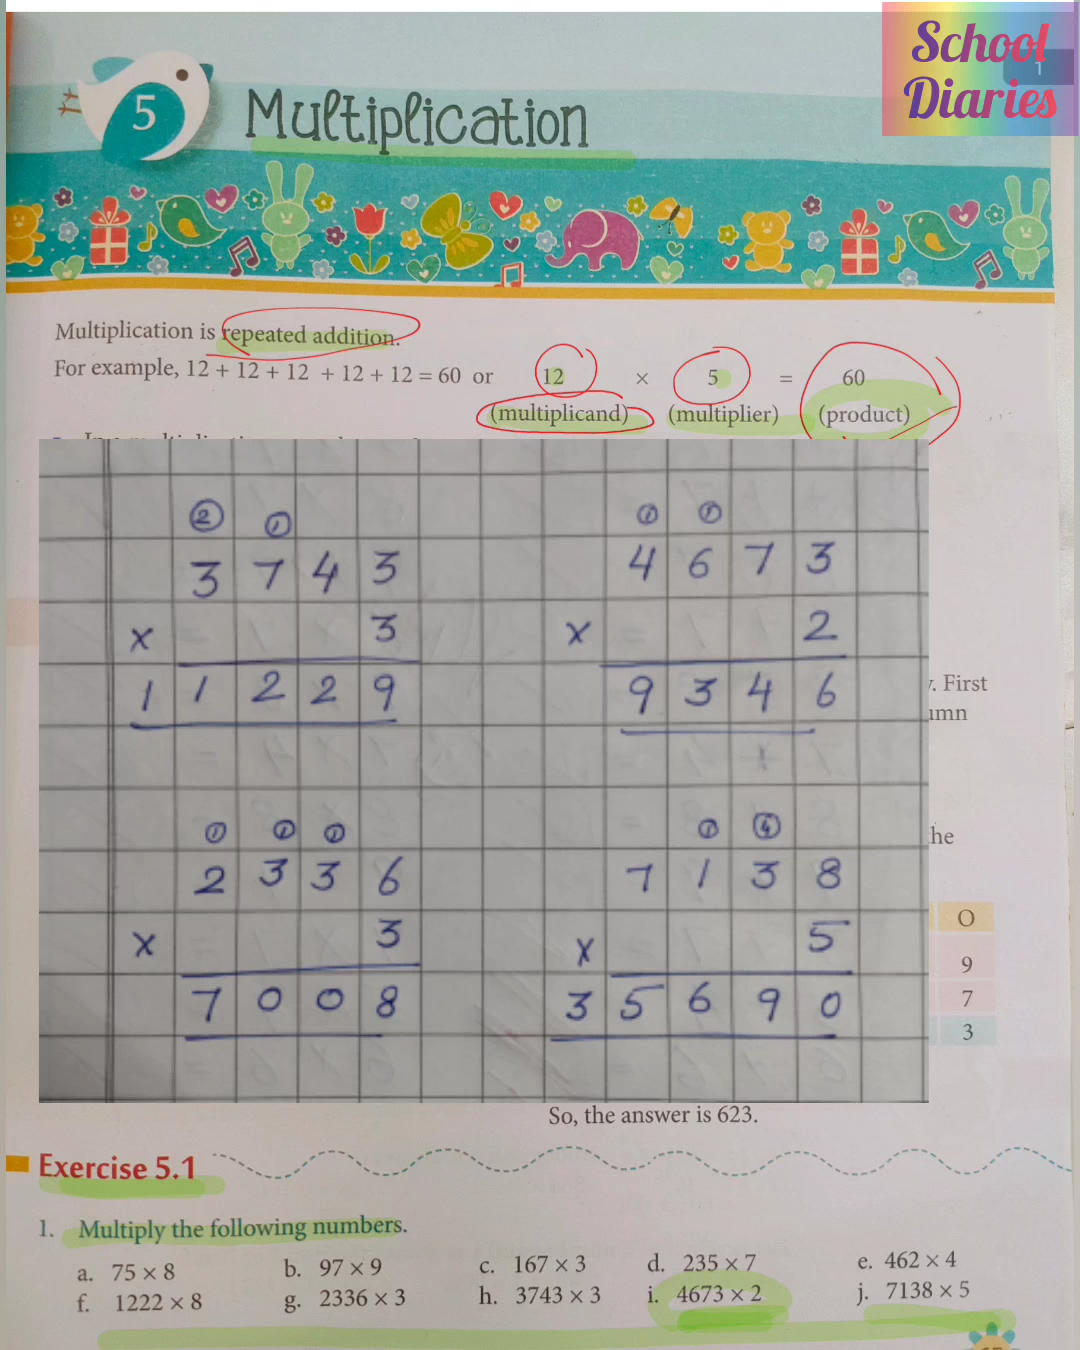 School
Diaries
1
5
Multiplication
Multiplication is repeated addition.
For example, 12 + 12 + 12 + 12 + 12 = 60 or 12 × 5 = 60
(multiplicand) (multiplier) (product)
② ①
3 7 4 3
x 3
1 1 2 2 9
① ①
4 6 7 3
x 2
9 3 4 6
First
he
① ① ①
2 3 3 6
x 3
7 0 0 8
① ④
7 1 3 8
x 5
3 5 6 9 0
O
9
7
3
So, the answer is 623.
Exercise 5.1
1. Multiply the following numbers.
a. 75 × 8 b. 97 × 9 c. 167 × 3 d. 235 × 7 e. 462 × 4
f. 1222 × 8 g. 2336 × 3 h. 3743 × 3 i. 4673 × 2 j. 7138 × 5